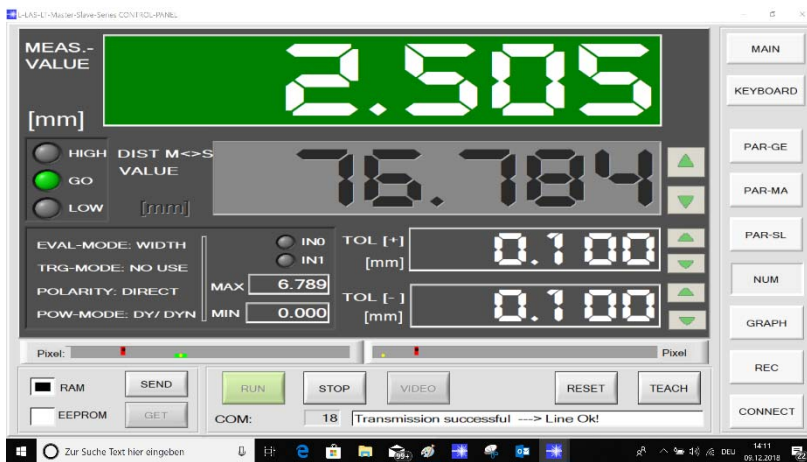 L-LAS-LT-Master-Slave-Series CONTROL-PANEL
MEAS.-
VALUE
[mm]
2.505
MAIN
KEYBOARD
HIGH
GO
LOW
DIST M<>S
VALUE
[mm]
76.784
PAR-GE
PAR-MA
PAR-SL
EVAL-MODE: WIDTH
TRG-MODE: NO USE
POLARITY: DIRECT
POW-MODE: DY/ DYN
IN0
IN1
MAX 6.789
MIN 0.000
TOL [+]
[mm]
0.100
TOL [-]
[mm]
0.100
NUM
GRAPH
Pixel:
Pixel
REC
CONNECT
RAM
SEND
EEPROM
GET
RUN
STOP
VIDEO
RESET
TEACH
COM:
18
Transmission successful ---> Line Ok!
Zur Suche Text hier eingeben
99+
DEU
14:11
09.12.2018
22